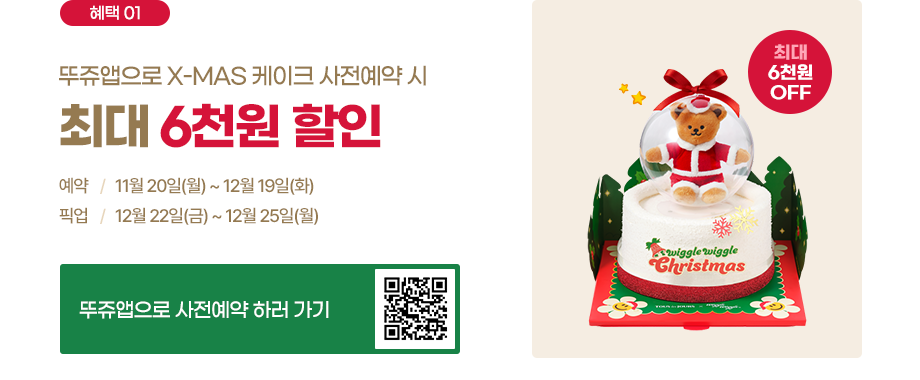 혜택 01
뚜쥬앱으로 X-MAS 케이크 사전예약 시
최대 6천원 할인
예약 / 11월 20일(월) ~ 12월 19일(화)
픽업 / 12월 22일(금) ~ 12월 25일(월)
뚜쥬앱으로 사전예약 하러 가기
최대
6천원
OFF
wiggle wiggle
Christmas